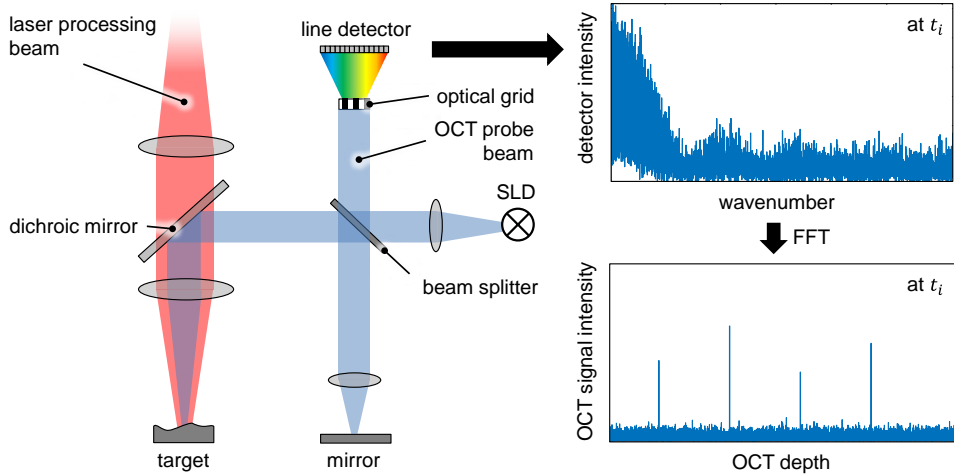 laser processing
beam
line detector
optical grid
OCT probe
beam
SLD
dichroic mirror
beam splitter
target
mirror
detector intensity
at t_i
wavenumber
FFT
OCT signal intensity
at t_i
OCT depth